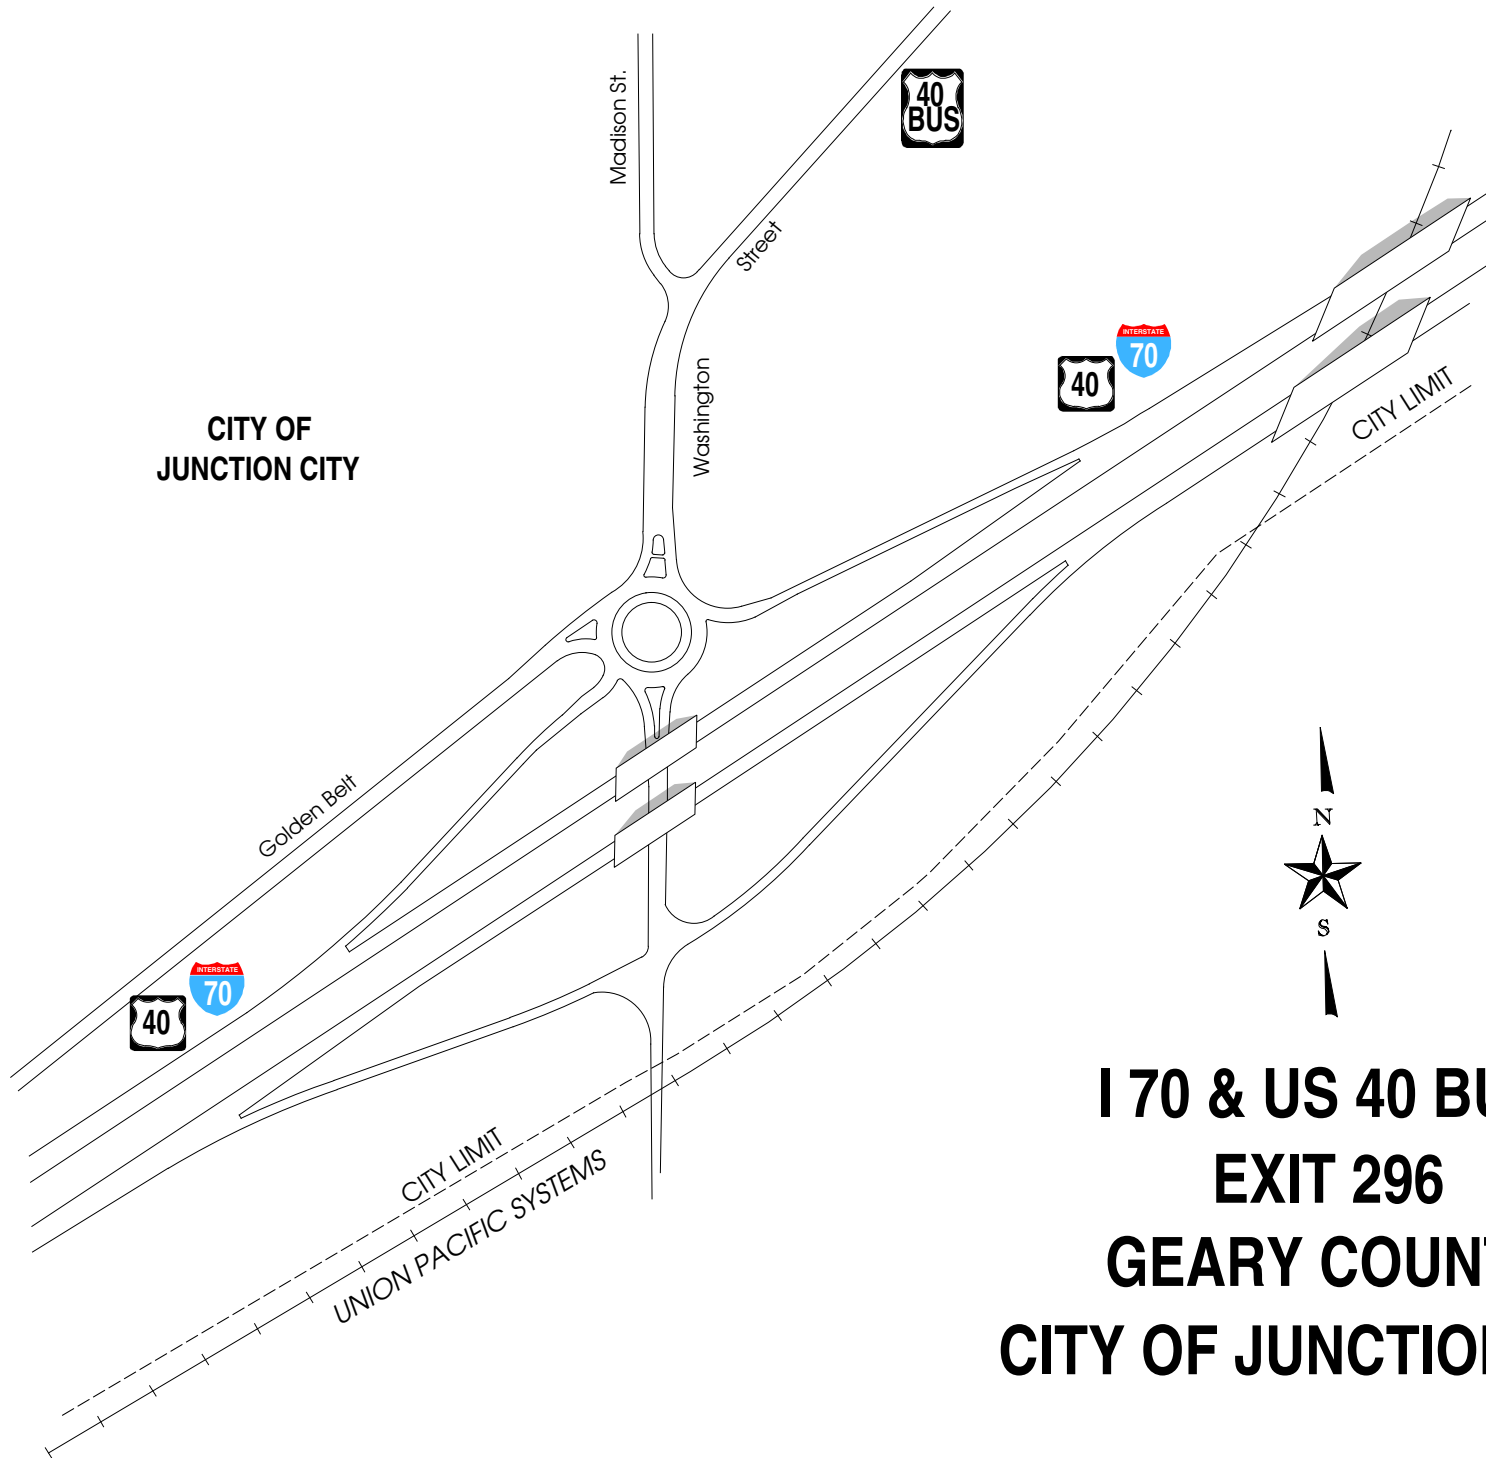 Madison St.
40
BUS
Street
INTERSTATE
70
40
Washington
CITY LIMIT
CITY OF
JUNCTION CITY
Golden Belt
N
S
INTERSTATE
70
40
I 70 & US 40 BU
EXIT 296
GEARY COUN
CITY OF JUNCTIO
CITY LIMIT
UNION PACIFIC SYSTEMS